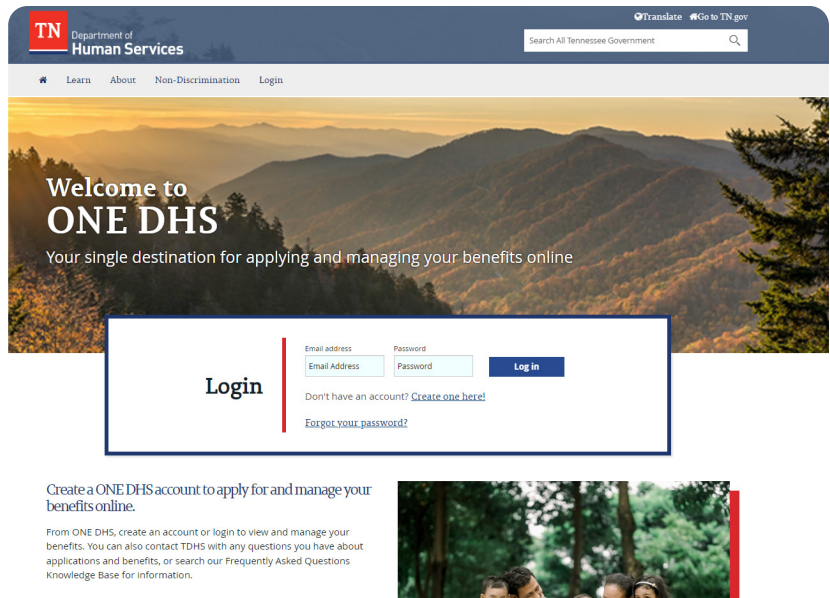 Translate Go to TN.gov
TN Department of
Human Services
Search All Tennessee Government
Learn About Non-Discrimination Login
Welcome to
ONE DHS
Your single destination for applying and managing your benefits online
Login
Email address Password
Email Address Password Log in
Don't have an account? Create one here!
Forgot your password?
Create a ONE DHS account to apply for and manage your
benefits online.
From ONE DHS, create an account or login to view and manage your
benefits. You can also contact TDHS with any questions you have about
applications and benefits, or search our Frequently Asked Questions
Knowledge Base for information.